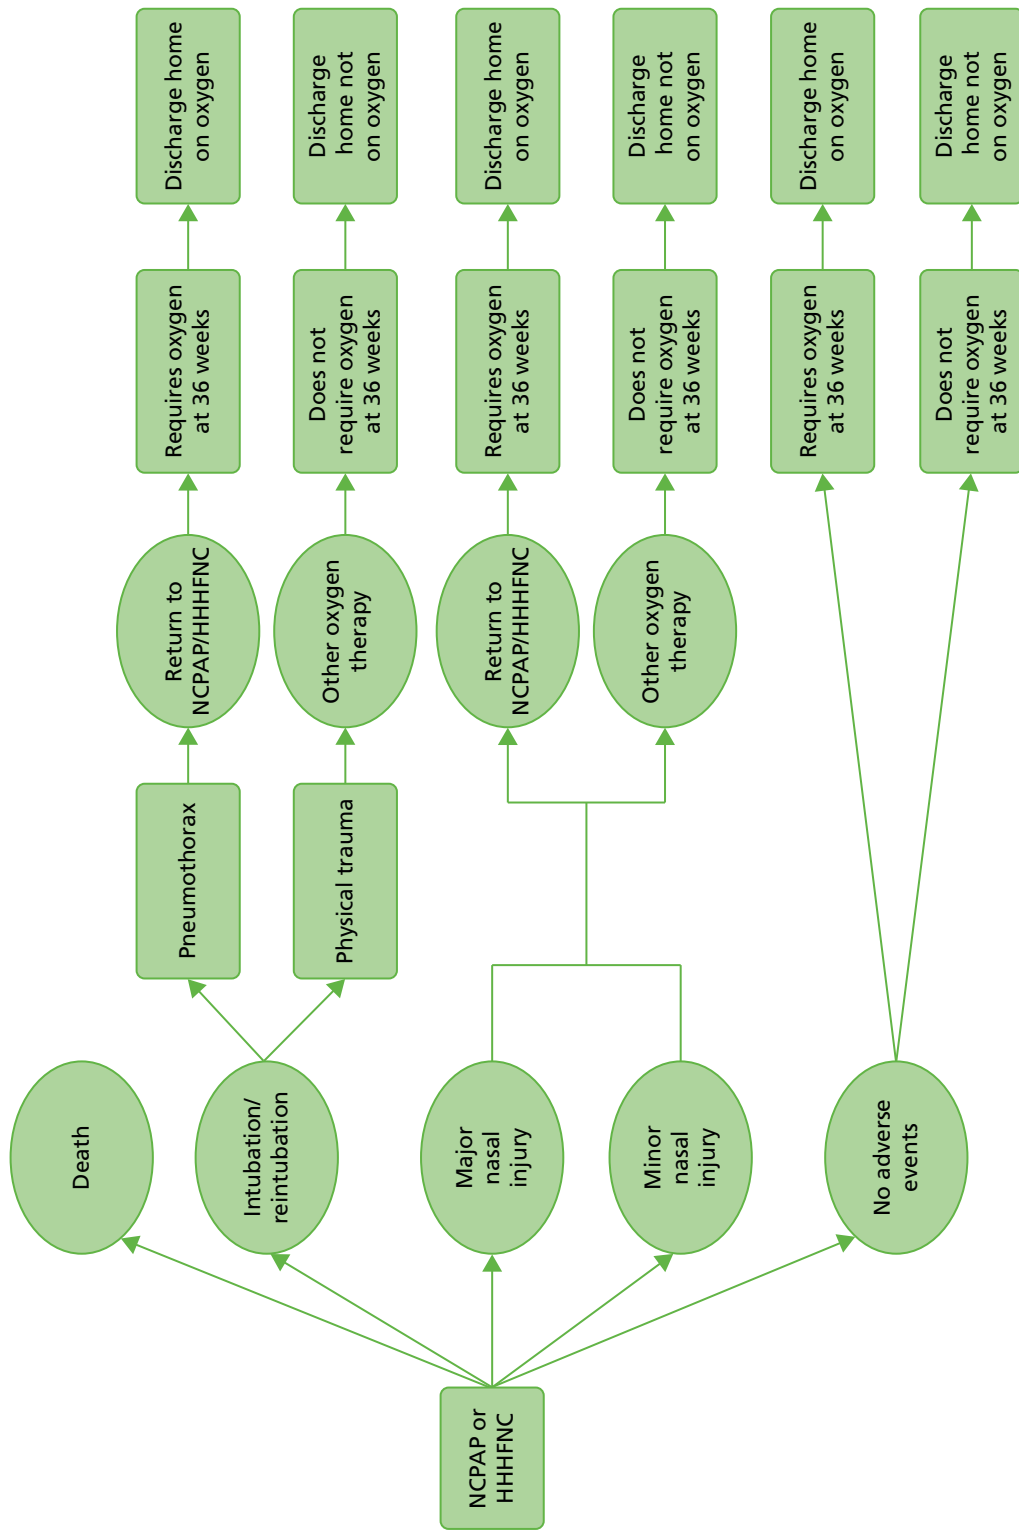 NCPAP or
HHHFNC
Death
Intubation/
reintubation
Major
nasal
injury
Minor
nasal
injury
No adverse
events
Pneumothorax
Physical trauma
Return to
NCPAP/HHHFNC
Other oxygen
therapy
Return to
NCPAP/HHHFNC
Other oxygen
therapy
Requires oxygen
at 36 weeks
Does not
require oxygen
at 36 weeks
Requires oxygen
at 36 weeks
Does not
require oxygen
at 36 weeks
Requires oxygen
at 36 weeks
Does not
require oxygen
at 36 weeks
Discharge home
on oxygen
Discharge
home not
on oxygen
Discharge home
on oxygen
Discharge
home not
on oxygen
Discharge home
on oxygen
Discharge
home not
on oxygen